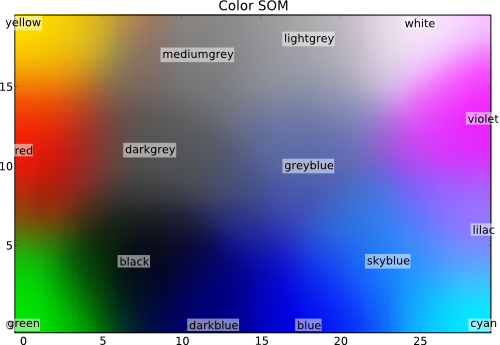 Color SOM
yellow
white
lightgrey
mediumgrey
15
violet
darkgrey
red
10
greyblue
lilac
5
black
skyblue
green
darkblue
blue
cyan
0
5
10
15
20
25